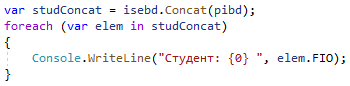 var studConcat = isebd.Concat(pibd);
foreach (var elem in studConcat)
{
    Console.WriteLine("Студент: {0} ", elem.FIO);
}